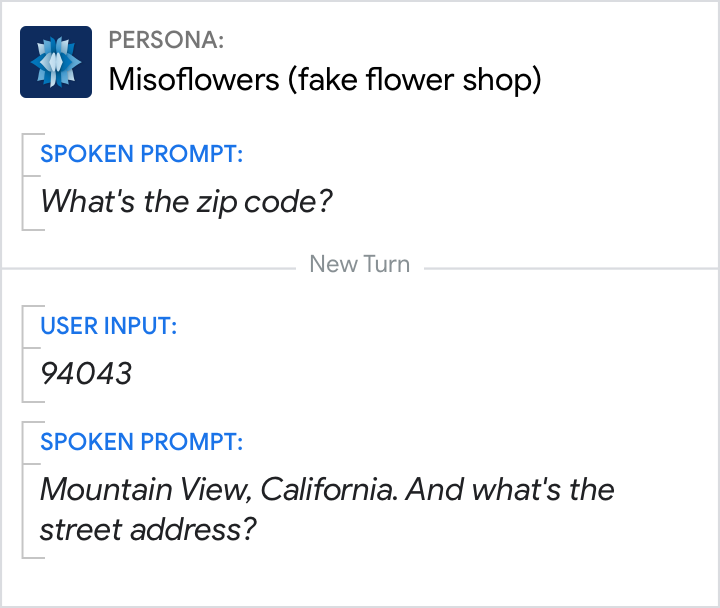 PERSONA:
Misoflowers (fake flower shop)
SPOKEN PROMPT:
What's the zip code?
New Turn
USER INPUT:
94043
SPOKEN PROMPT:
Mountain View, California. And what's the
street address?